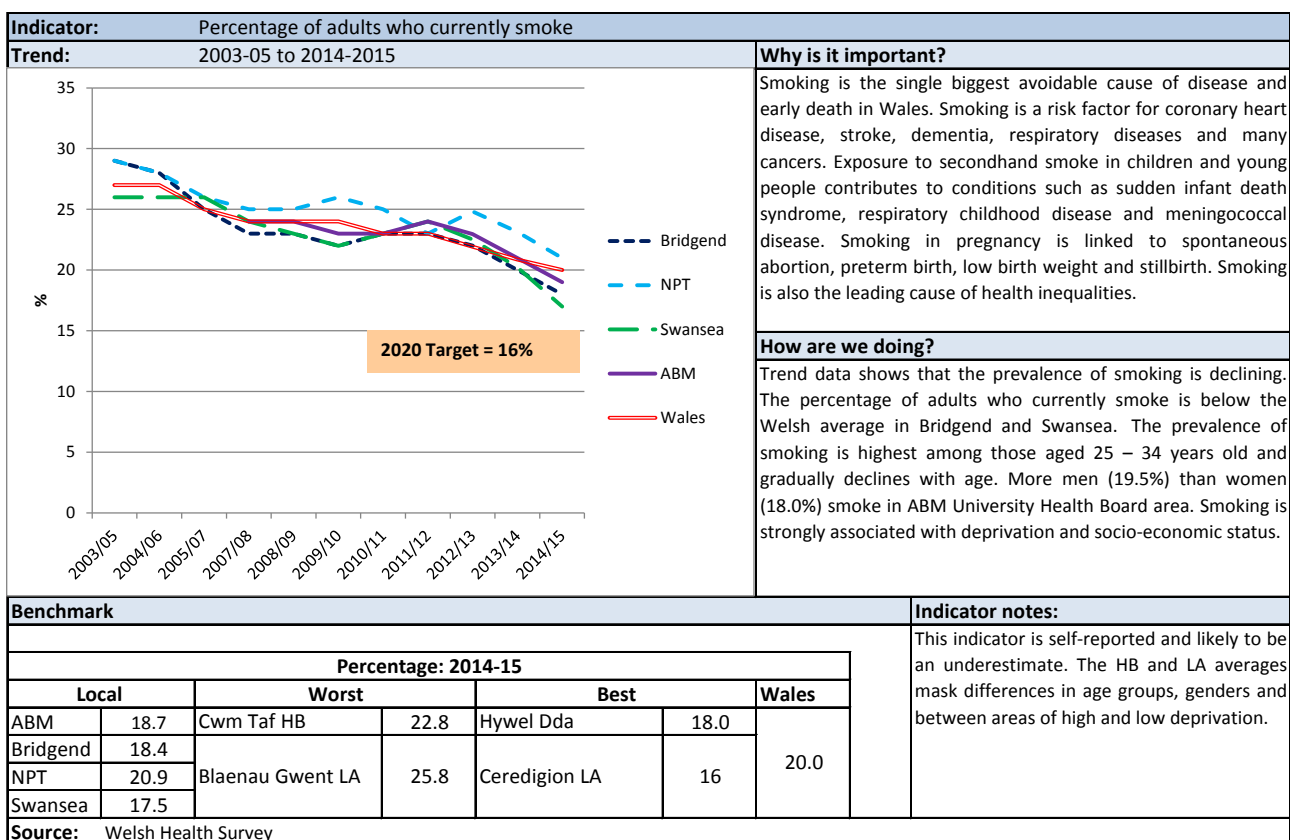 Indicator: Percentage of adults who currently smoke
Trend: 2003-05 to 2014-2015
35
30
25
20
15
10
5
0
%
2003/05
2004/06
2005/07
2007/08
2008/09
2009/10
2010/11
2011/12
2012/13
2013/14
2014/15
2020 Target = 16%
Bridgend
NPT
Swansea
ABM
Wales
Why is it important?
Smoking is the single biggest avoidable cause of disease and
early death in Wales. Smoking is a risk factor for coronary heart
disease, stroke, dementia, respiratory diseases and many
cancers. Exposure to secondhand smoke in children and young
people contributes to conditions such as sudden infant death
syndrome, respiratory childhood disease and meningococcal
disease. Smoking in pregnancy is linked to spontaneous
abortion, preterm birth, low birth weight and stillbirth. Smoking
is also the leading cause of health inequalities.
How are we doing?
Trend data shows that the prevalence of smoking is declining.
The percentage of adults who currently smoke is below the
Welsh average in Bridgend and Swansea. The prevalence of
smoking is highest among those aged 25 – 34 years old and
gradually declines with age. More men (19.5%) than women
(18.0%) smoke in ABM University Health Board area. Smoking is
strongly associated with deprivation and socio-economic status.
Benchmark
Percentage: 2014-15
Local Worst Best Wales
ABM 18.7 Cwm Taf HB 22.8 Hywel Dda 18.0
Bridgend 18.4
NPT 20.9 Blaenau Gwent LA 25.8 Ceredigion LA 16 20.0
Swansea 17.5
Source: Welsh Health Survey
Indicator notes:
This indicator is self-reported and likely to be
an underestimate. The HB and LA averages
mask differences in age groups, genders and
between areas of high and low deprivation.